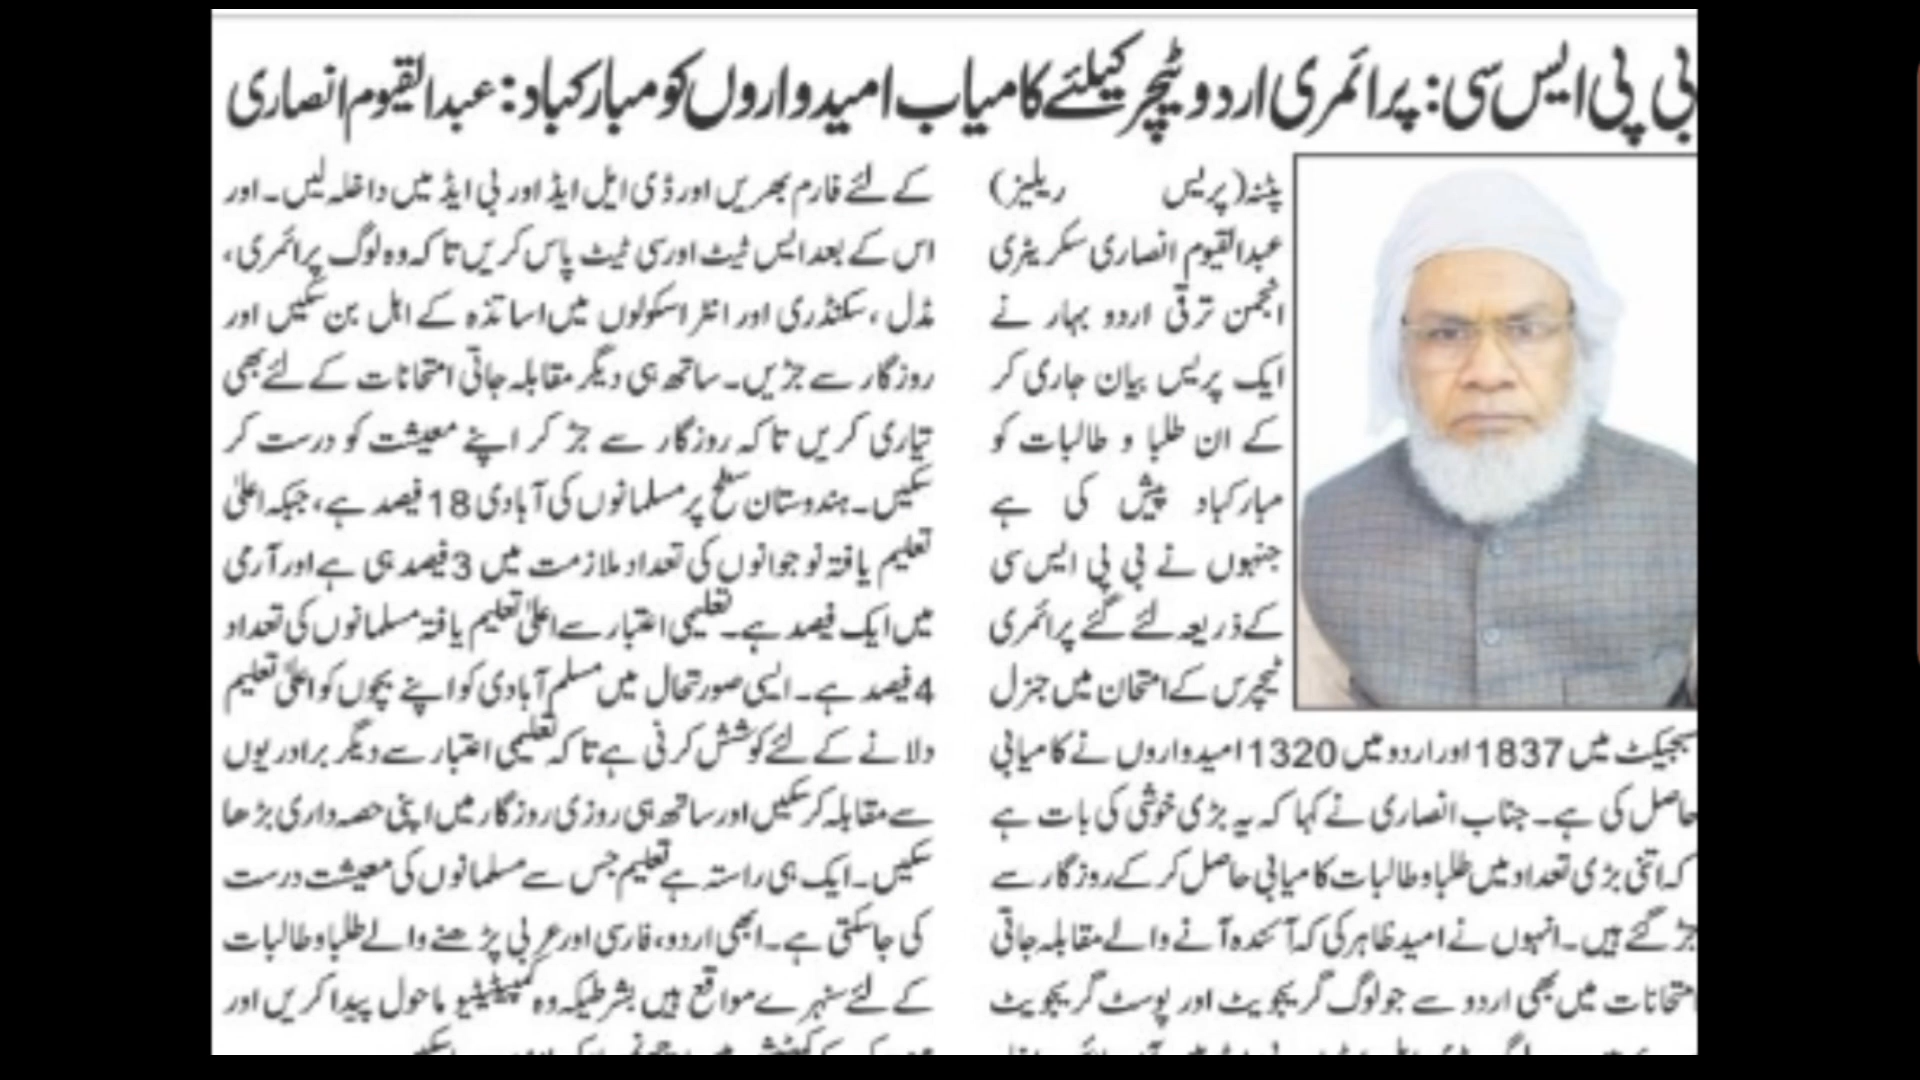 بی پی ایس سی: پرائمری اردو ٹیچر کیلئے کامیاب امیدواروں کو مبارکباد: عبدالقیوم انصاری
پٹنہ (پریس ریلیز)
عبدالقیوم انصاری سکریٹری
انجمن ترقی اردو بہار نے
ایک پریس بیان جاری کر
کے ان طلبا و طالبات کو
مبارکباد پیش کی ہے
جنہوں نے بی پی ایس سی
کے ذریعہ لئے گئے پرائمری
ٹیچرس کے امتحان میں جنرل
سبجیکٹ میں 1837 اور اردو میں 1320 امیدواروں نے کامیابی
حاصل کی ہے۔ جناب انصاری نے کہا کہ یہ بڑی خوشی کی بات ہے
کہ اتنی بڑی تعداد میں طلبا و طالبات کامیابی حاصل کر کے روزگار سے
جڑ گئے ہیں۔ انہوں نے امید ظاہر کی کہ آئندہ آنے والے مقابلہ جاتی
امتحانات میں بھی اردو سے جو لوگ گریجویٹ اور پوسٹ گریجویٹ
کے لئے فارم بھریں اور ڈی ایل ایڈ اور بی ایڈ میں داخلہ لیں۔ اور
اس کے بعد ایس ٹیٹ اور سی ٹیٹ پاس کریں تاکہ وہ لوگ پرائمری،
مڈل، سکنڈری اور انٹر اسکولوں میں اساتذہ کے اہل بن سکیں اور
روزگار سے جڑیں۔ ساتھ ہی دیگر مقابلہ جاتی امتحانات کے لئے بھی
تیاری کریں تاکہ روزگار سے جڑ کر اپنے معیشت کو درست کر
سکیں۔ ہندوستان سطح پر مسلمانوں کی آبادی 18 فیصد ہے، جبکہ اعلیٰ
تعلیم یافتہ نوجوانوں کی تعداد ملازمت میں 3 فیصد ہی ہے اور آرمی
میں ایک فیصد ہے۔ تعلیمی اعتبار سے اعلیٰ تعلیم یافتہ مسلمانوں کی تعداد
4 فیصد ہے۔ ایسی صورتحال میں مسلم آبادی کو اپنے بچوں کو اعلیٰ تعلیم
دلانے کے لئے کوشش کرنی ہے تاکہ تعلیمی اعتبار سے دیگر برادریوں
سے مقابلہ کر سکیں اور ساتھ ہی روزی روزگار میں اپنی حصہ داری بڑھا
سکیں۔ ایک ہی راستہ ہے تعلیم جس سے مسلمانوں کی معیشت درست
کی جاسکتی ہے۔ ابھی اردو، فارسی اور عربی پڑھنے والے طلبا و طالبات
کے لئے سنہرے مواقع ہیں بشرطیکہ وہ کمپیٹیٹیو ماحول پیدا کریں اور